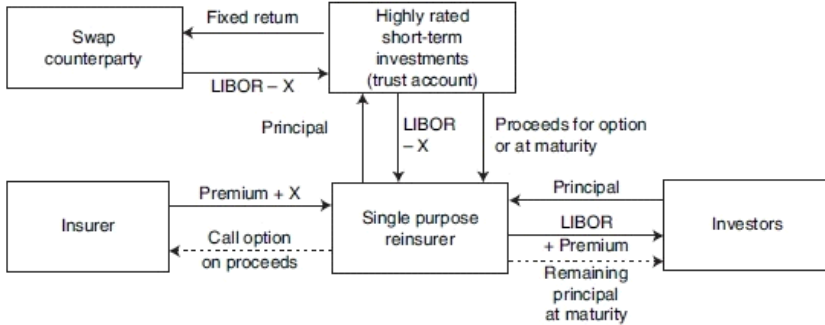 Fixed return
Swap
counterparty
LIBOR – X
Highly rated
short-term
investments
(trust account)
Principal
LIBOR
– X
Proceeds for option
or at maturity
Insurer
Premium + X
Call option
on proceeds
Single purpose
reinsurer
Principal
LIBOR
+ Premium
Remaining
principal
at maturity
Investors